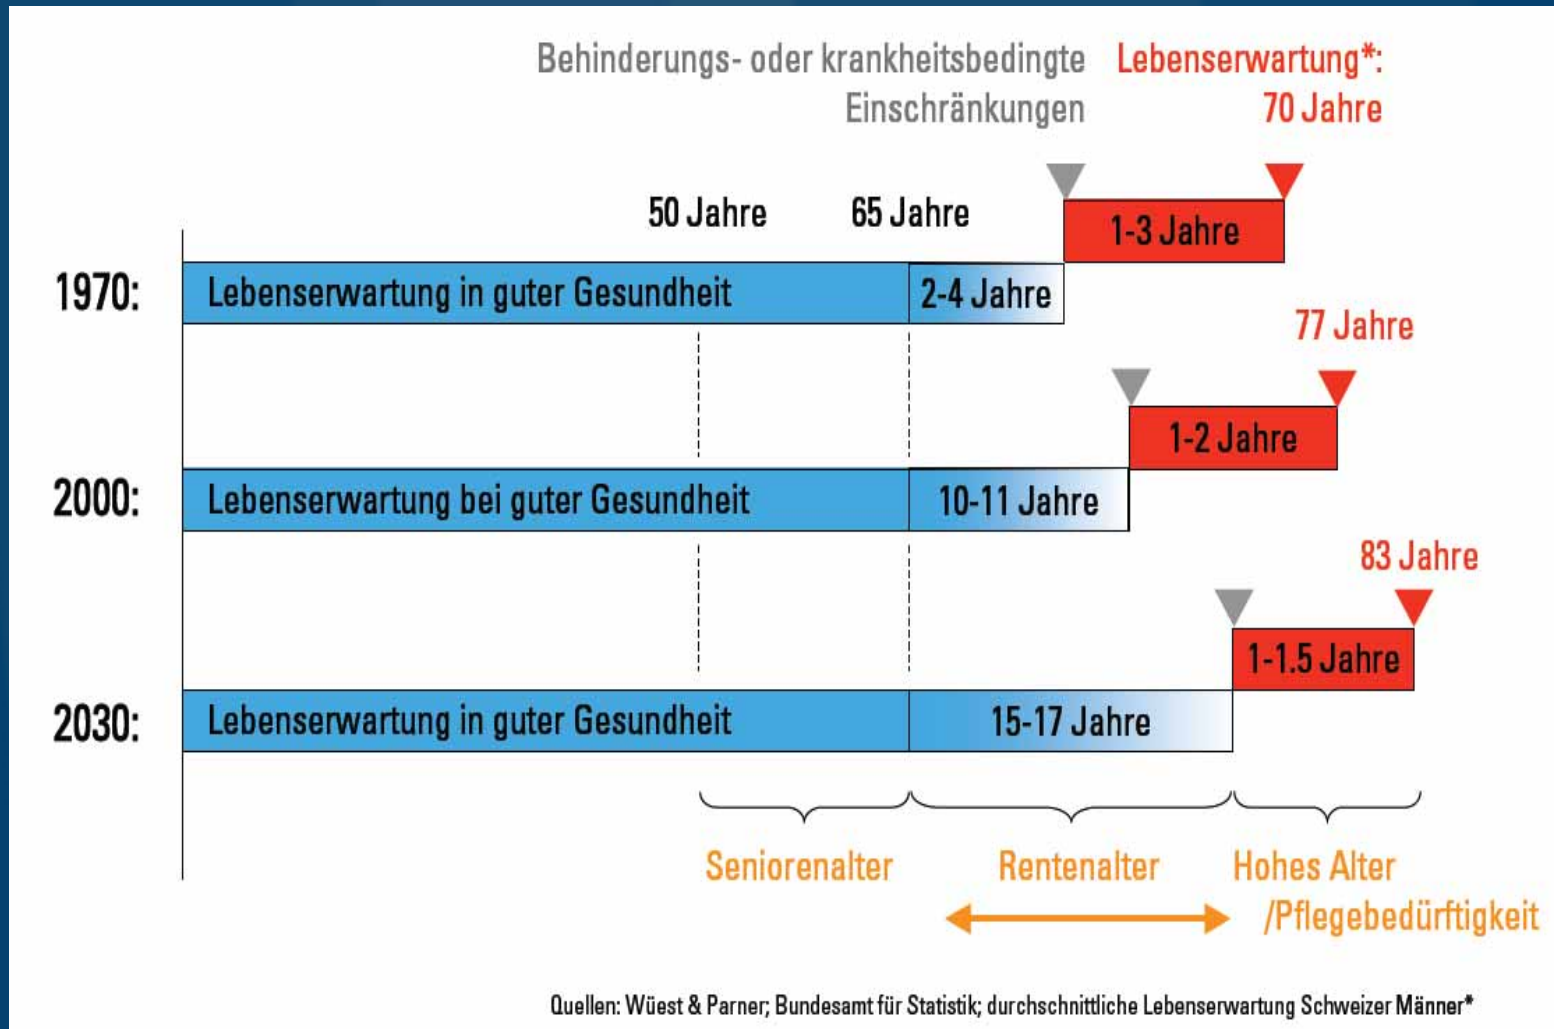 Behinderungs- oder krankheitsbedingte
Einschränkungen
Lebenserwartung*:
70 Jahre
50 Jahre
65 Jahre
1-3 Jahre
1970:
Lebenserwartung in guter Gesundheit
2-4 Jahre
77 Jahre
1-2 Jahre
2000:
Lebenserwartung bei guter Gesundheit
10-11 Jahre
83 Jahre
1-1.5 Jahre
2030:
Lebenserwartung in guter Gesundheit
15-17 Jahre
Seniorenalter
Rentenalter
Hohes Alter
/Pflegebedürftigkeit
Quellen: Wüest & Parner; Bundesamt für Statistik; durchschnittliche Lebenserwartung Schweizer Männer*